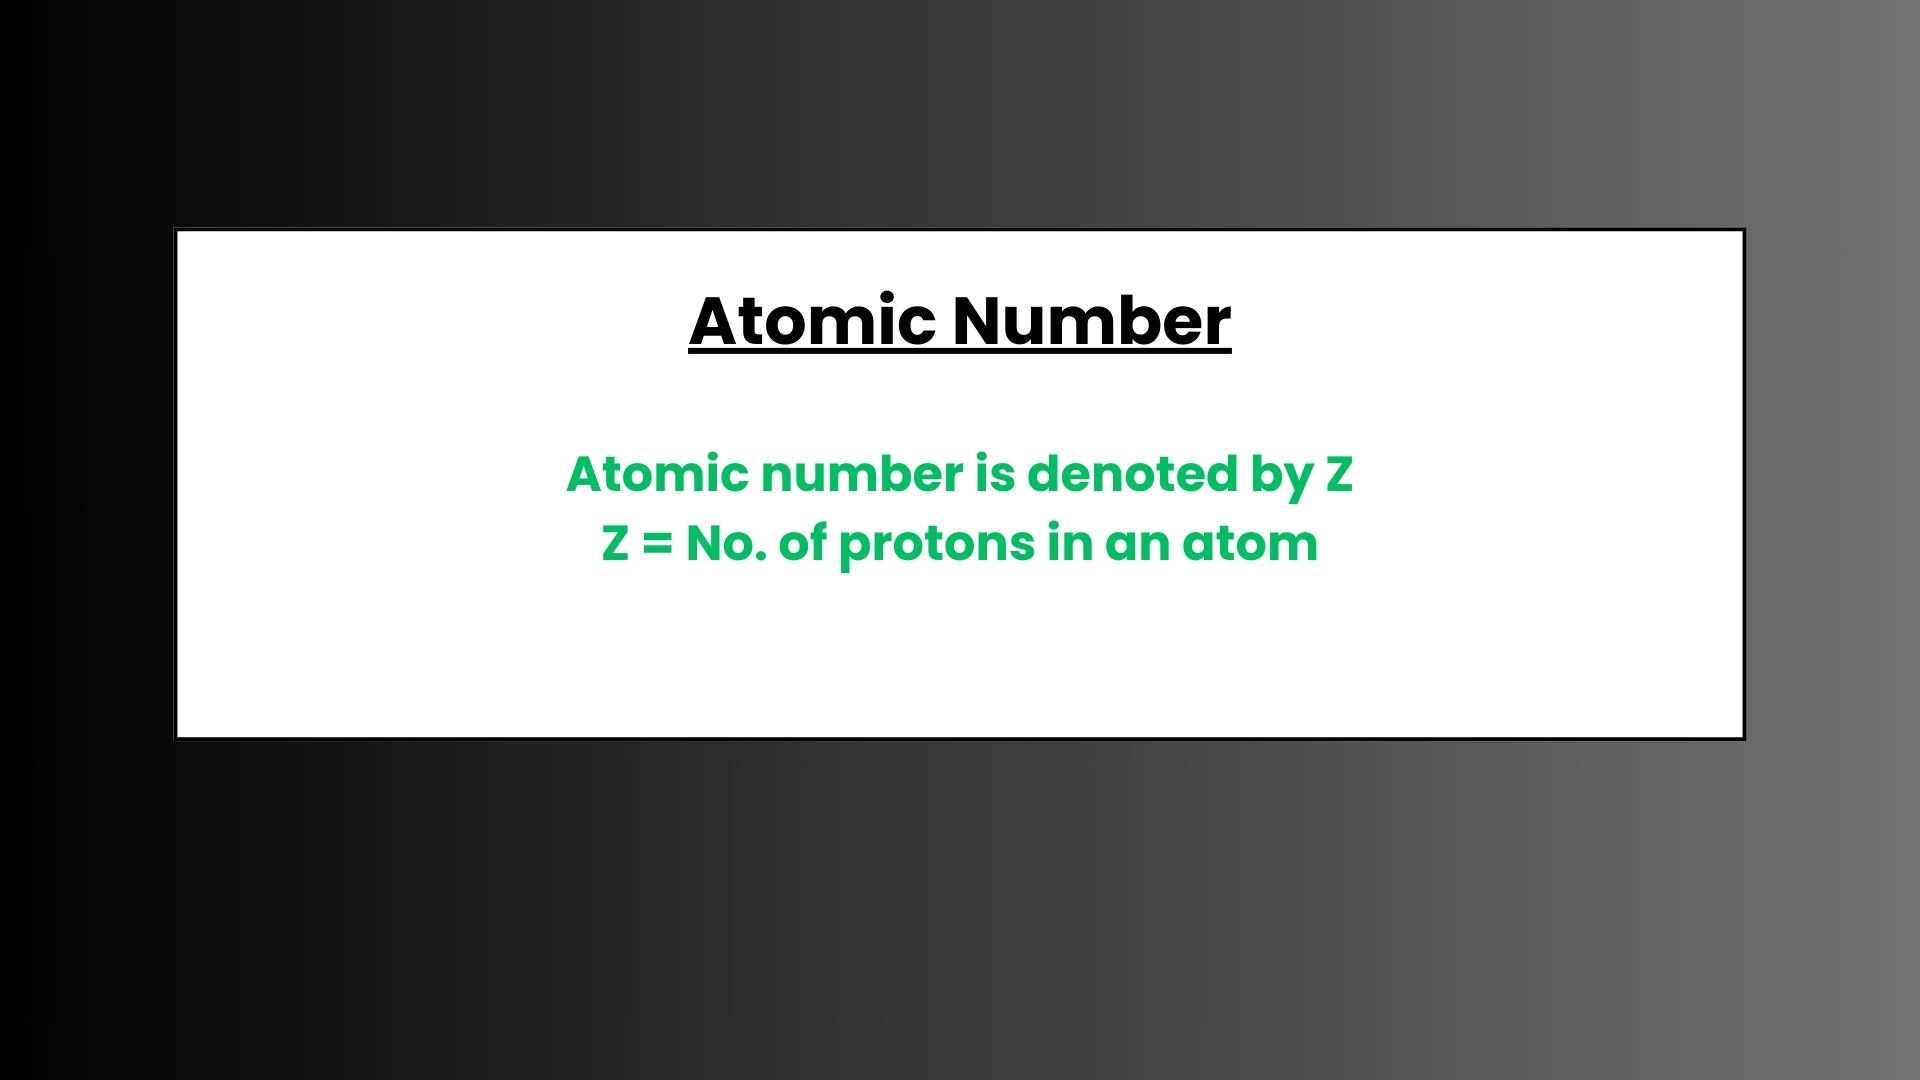 Atomic Number
Atomic number is denoted by Z
Z = No. of protons in an atom